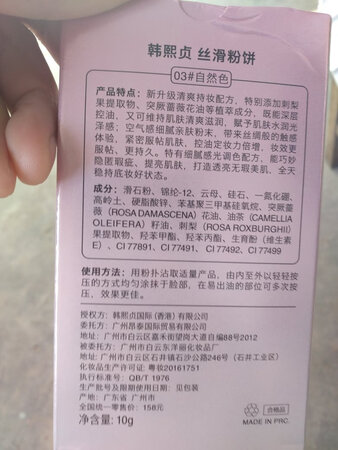 韩熙贞 丝滑粉饼
03#自然色
产品特点：新升级清爽持妆配方，特别添加刺梨
果提取物、突厥蔷薇花油等植萃成分，既能深层
控油，又可维持肌肤清爽滋润，赋予肌肤水润光
泽感；空气感细腻亲肤粉末，带来丝绸般的触感
体验，紧密服帖肌肤，控油定妆力倍增，妆效更
服帖、更持久。特有细腻感光调色配方，能巧妙
隐匿瑕疵、提亮肌肤，打造透亮无瑕美肌，全天
稳持底妆好状态。
成分：滑石粉、锦纶-12、云母、硅石、一氮化硼、
高岭土、硬脂酸锌、苯基聚三甲基硅氧烷、突厥蔷
薇(ROSA DAMASCENA) 花油、油茶 (CAMELLIA
OLEIFERA) 籽油、刺梨 (ROSA ROXBURGHII)
果提取物、羟苯甲酯、羟苯丙酯、生育酚（维生素
E）、CI 77891、CI 77491、CI 77492、CI 77499
使用方法：用粉扑沾取适量产品，由内至外以轻轻按
压的方式均匀涂抹于脸部，在易出油的部位可多次按
压，效果更佳。
授权方：韩熙贞国际（香港）有限公司
委托方：广州昂泰国际贸易有限公司
地址：广州市白云区嘉禾街望岗大道自编88号2012
被委托方：广州市白云东洋丽化妆品厂
地址：广州市白云区石井镇石沙公路246号（石井工业区）
化妆品生产许可证: 粤妆20161751
执行标准号：QB/T 1976
生产批号及限期使用日期：见包装
产地：广东省 广州市
全国统一零售价：158元
净含量：10g
合格品
MADE IN PRC.